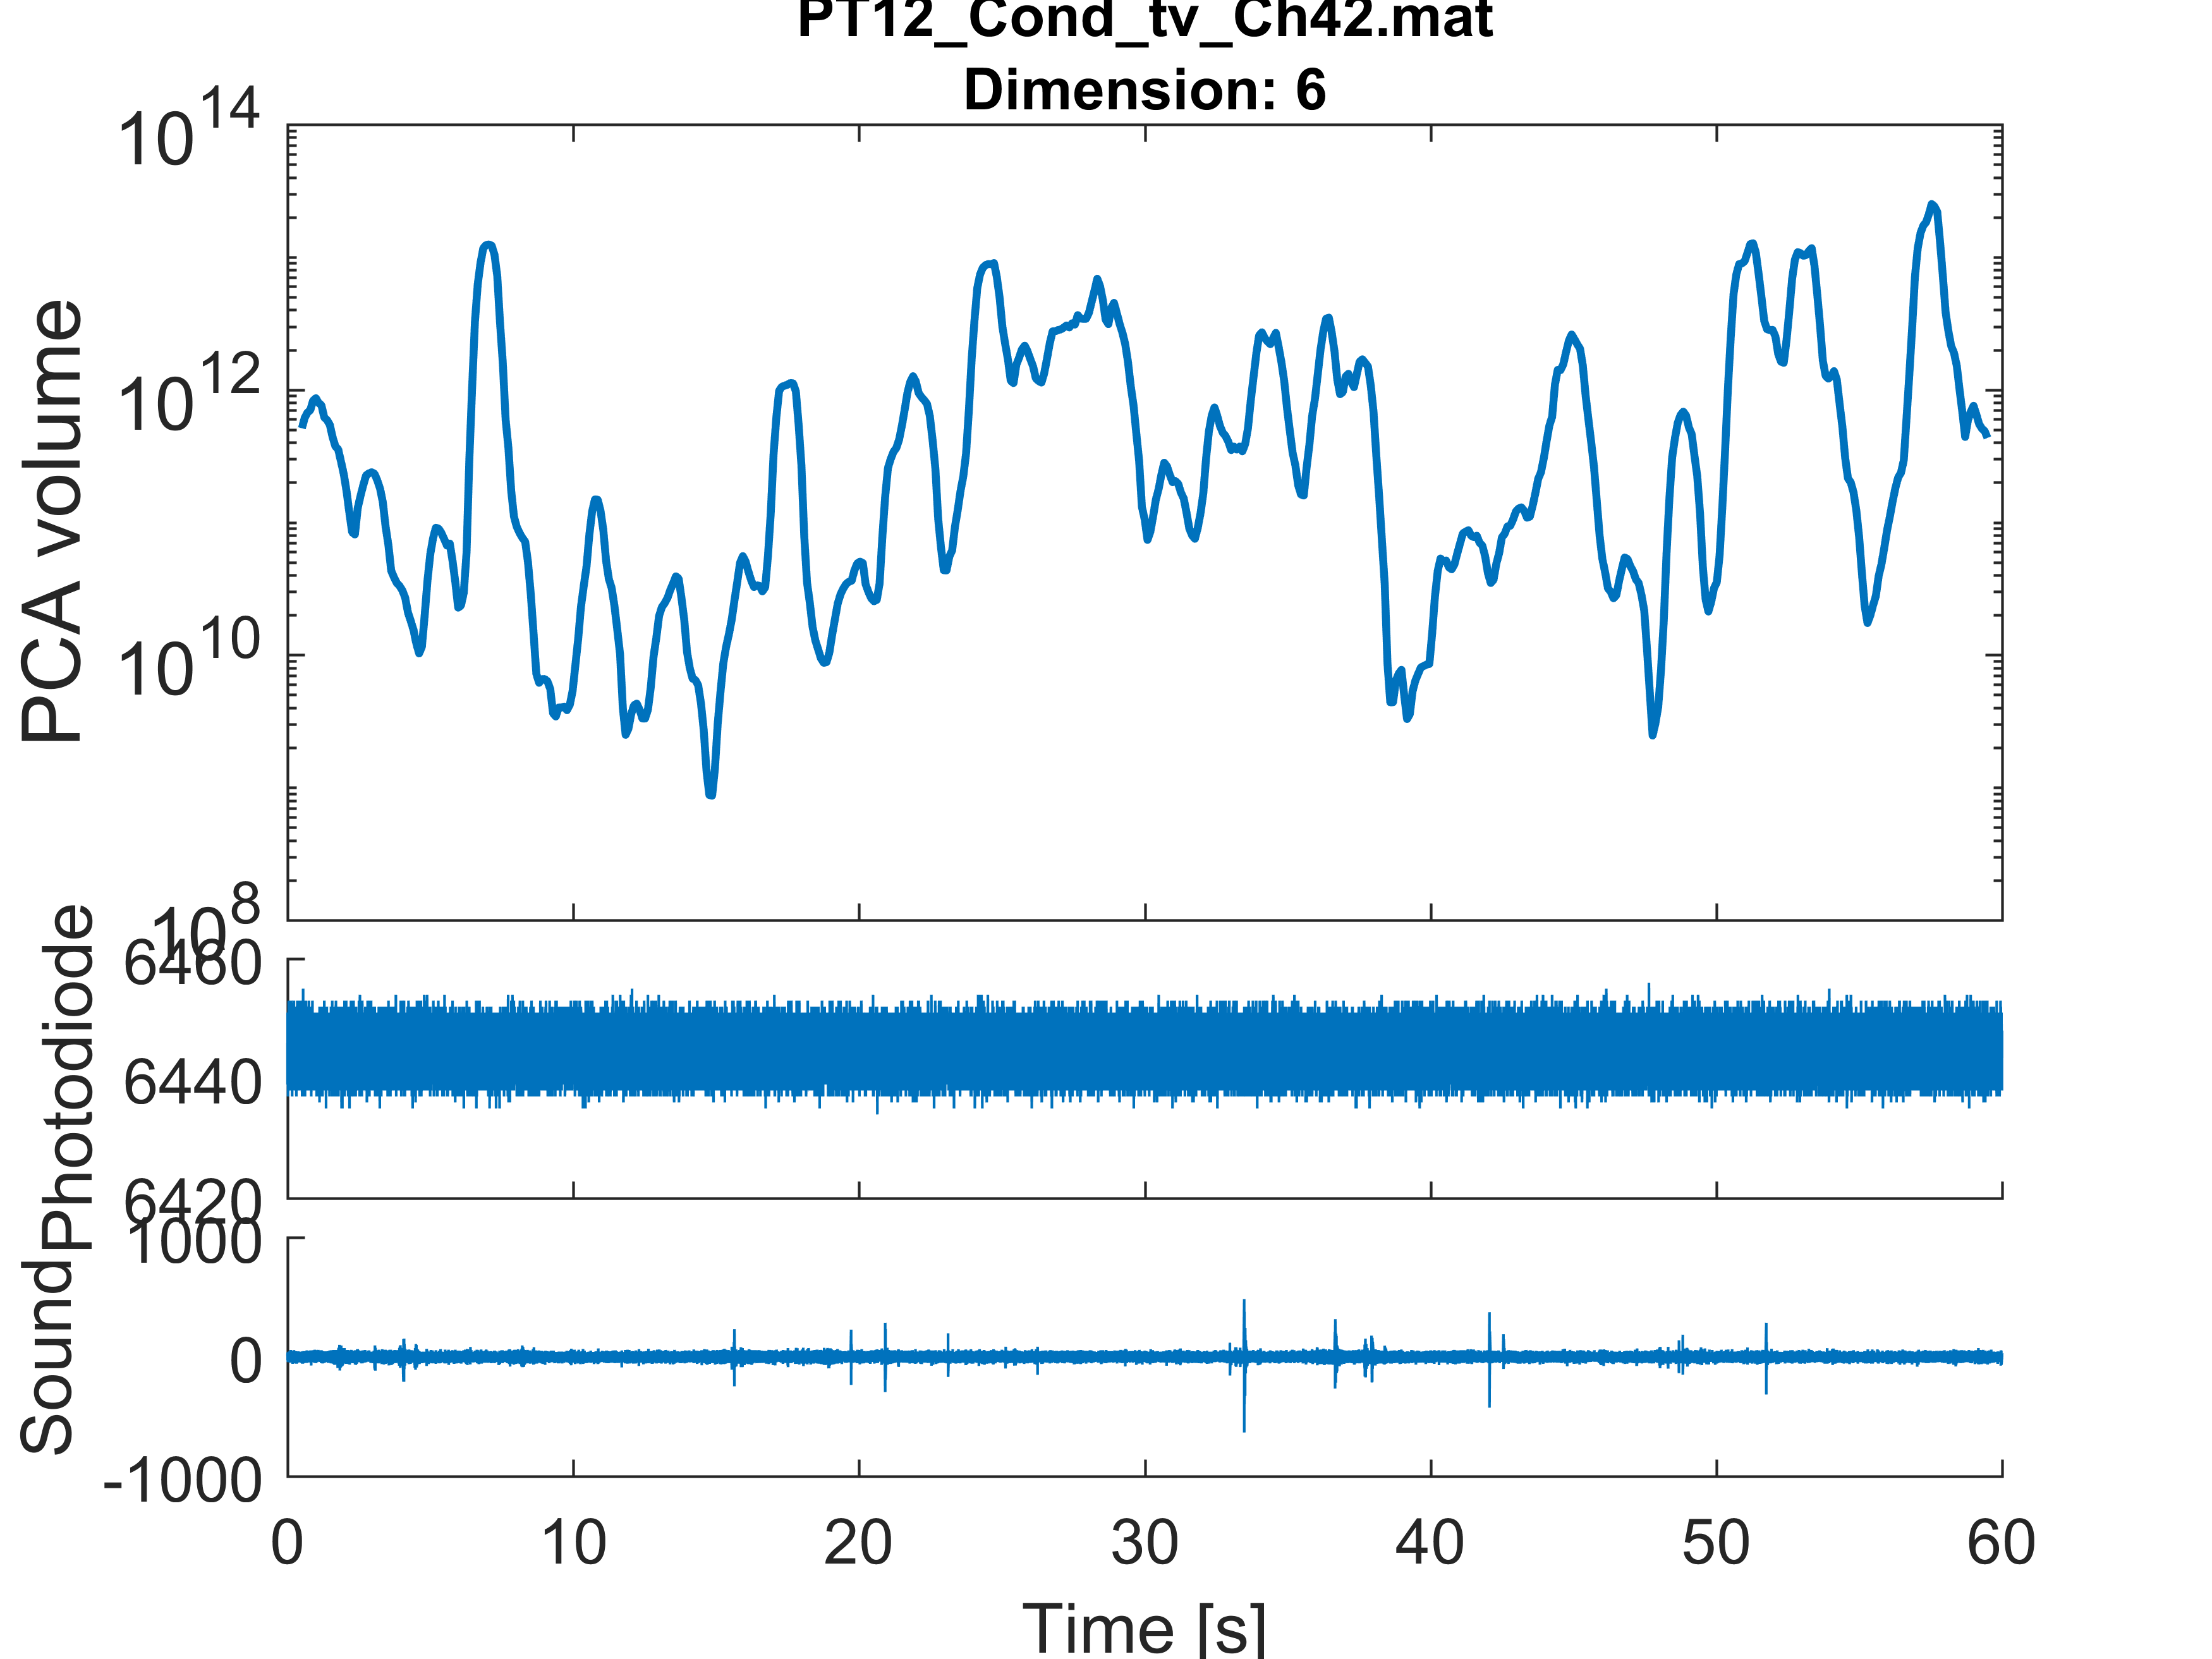 PT12_Cond_tv_Ch42.mat
Dimension: 6
10^14
10^12
10^10
10^8
PCA volume
6460
6440
6420
Photodiode
1000
0
-1000
Sound
0 10 20 30 40 50 60
Time [s]